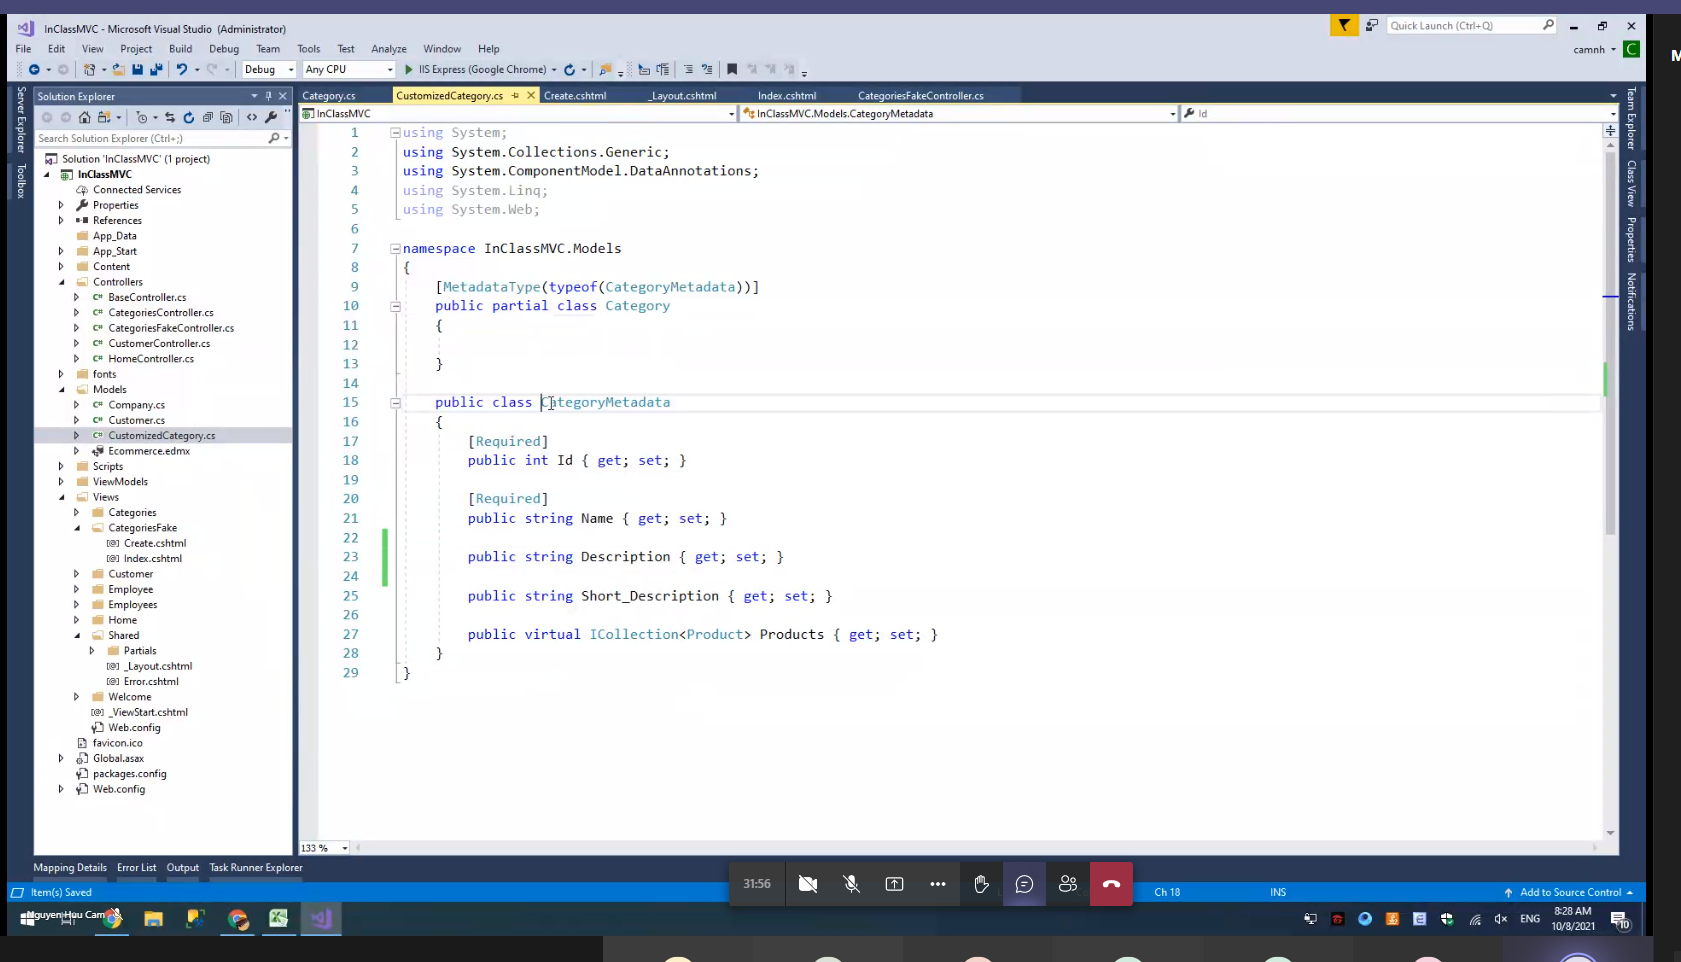 InClassMVC - Microsoft Visual Studio (Administrator)
Quick Launch (Ctrl+Q)
File Edit View Project Build Debug Team Tools Test Analyze Window Help
camnh C
Debug Any CPU IIS Express (Google Chrome)
Server Explorer
Toolbox
Solution Explorer
Search Solution Explorer (Ctrl+;)
Solution 'InClassMVC' (1 project)
InClassMVC
Connected Services
Properties
References
App_Data
App_Start
Content
Controllers
C# BaseController.cs
C# CategoriesController.cs
C# CategoriesFakeController.cs
C# CustomerController.cs
C# HomeController.cs
fonts
Models
C# Company.cs
C# Customer.cs
C# CustomizedCategory.cs
Ecommerce.edmx
Scripts
ViewModels
Views
Categories
CategoriesFake
[@] Create.cshtml
[@] Index.cshtml
Customer
Employee
Employees
Home
Shared
Partials
[@] _Layout.cshtml
[@] Error.cshtml
Welcome
[@] _ViewStart.cshtml
Web.config
favicon.ico
Global.asax
packages.config
Web.config
Category.cs CustomizedCategory.cs Create.cshtml _Layout.cshtml Index.cshtml CategoriesFakeController.cs
InClassMVC InClassMVC.Models.CategoryMetadata Id
1 using System;
2 using System.Collections.Generic;
3 using System.ComponentModel.DataAnnotations;
4 using System.Linq;
5 using System.Web;
6
7 namespace InClassMVC.Models
8 {
9 [MetadataType(typeof(CategoryMetadata))]
10 public partial class Category
11 {
12
13 }
14
15 public class CategoryMetadata
16 {
17 [Required]
18 public int Id { get; set; }
19
20 [Required]
21 public string Name { get; set; }
22
23 public string Description { get; set; }
24
25 public string Short_Description { get; set; }
26
27 public virtual ICollection<Product> Products { get; set; }
28 }
29 }
133 %
Team Explorer
Class View
Properties
Notifications
M
Mapping Details Error List Output Task Runner Explorer
31:56
Item(s) Saved
Ch 18 INS Add to Source Control
Nguyen Huu Cam
ENG
8:28 AM
10/8/2021
10